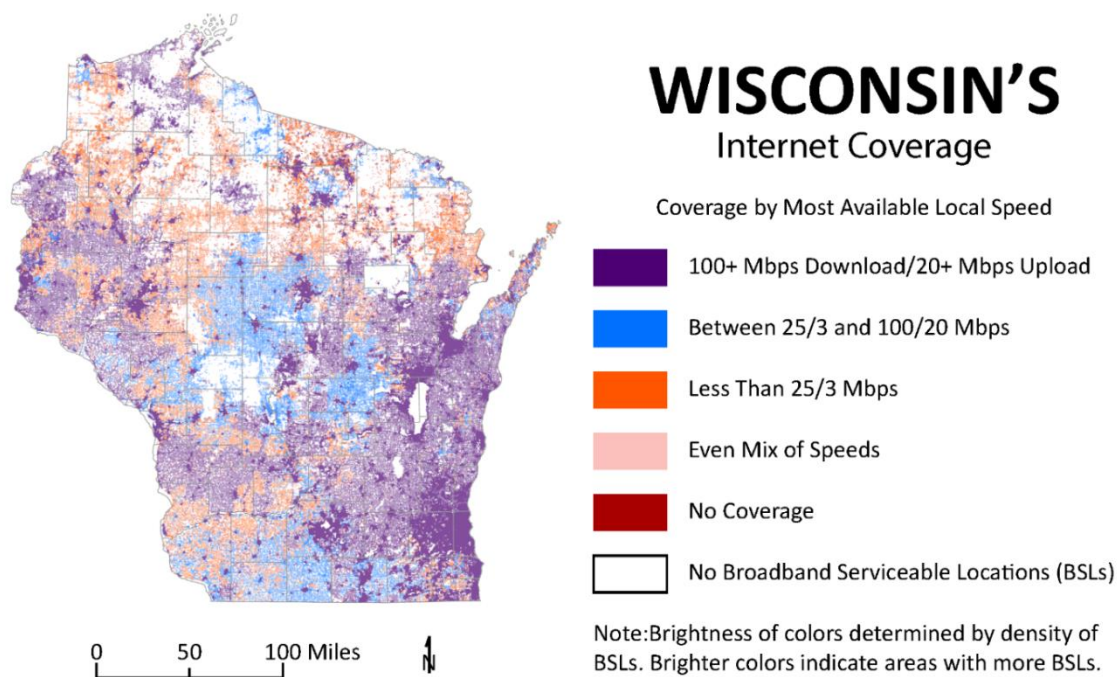 WISCONSIN'S
Internet Coverage
Coverage by Most Available Local Speed
100+ Mbps Download/20+ Mbps Upload
Between 25/3 and 100/20 Mbps
Less Than 25/3 Mbps
Even Mix of Speeds
No Coverage
No Broadband Serviceable Locations (BSLs)
Note:Brightness of colors determined by density of
BSLs. Brighter colors indicate areas with more BSLs.
0 50 100 Miles
N